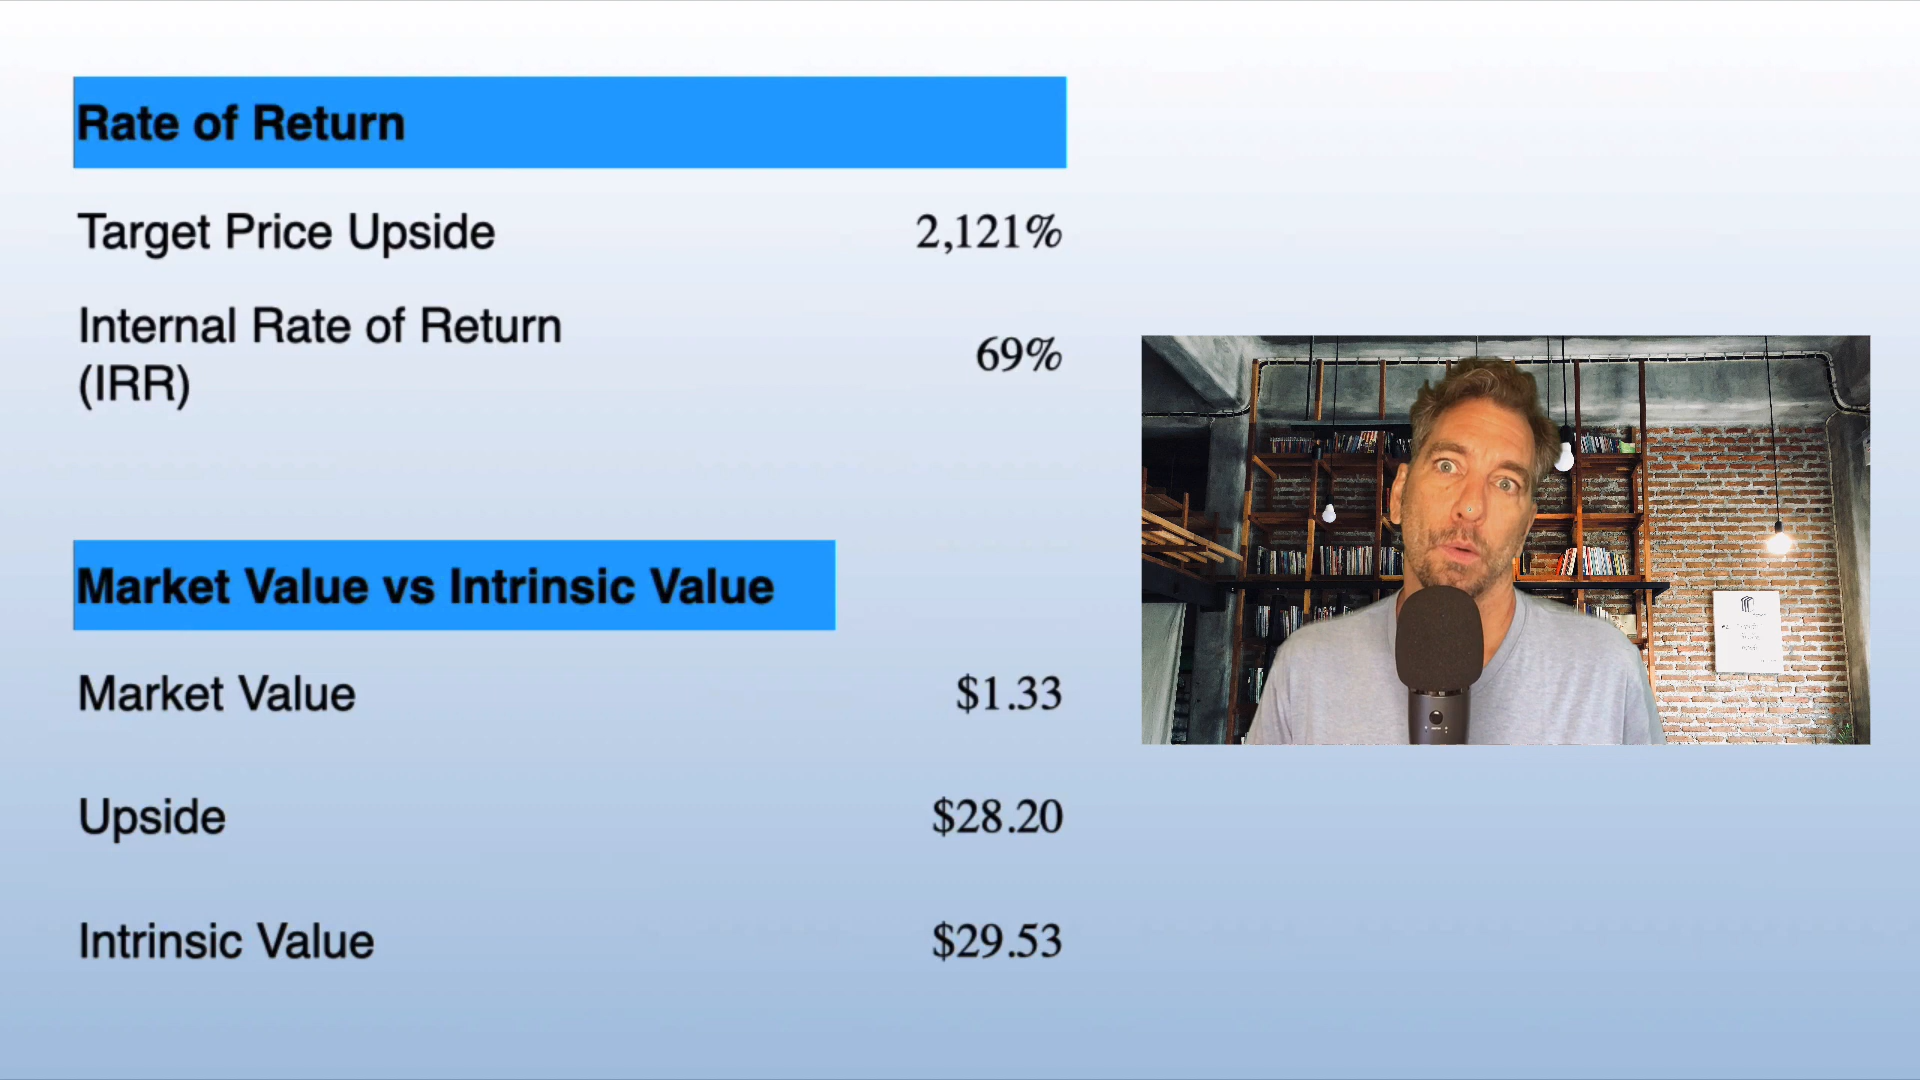 Rate of Return
Target Price Upside 2,121%
Internal Rate of Return
(IRR) 69%
Market Value vs Intrinsic Value
Market Value $1.33
Upside $28.20
Intrinsic Value $29.53